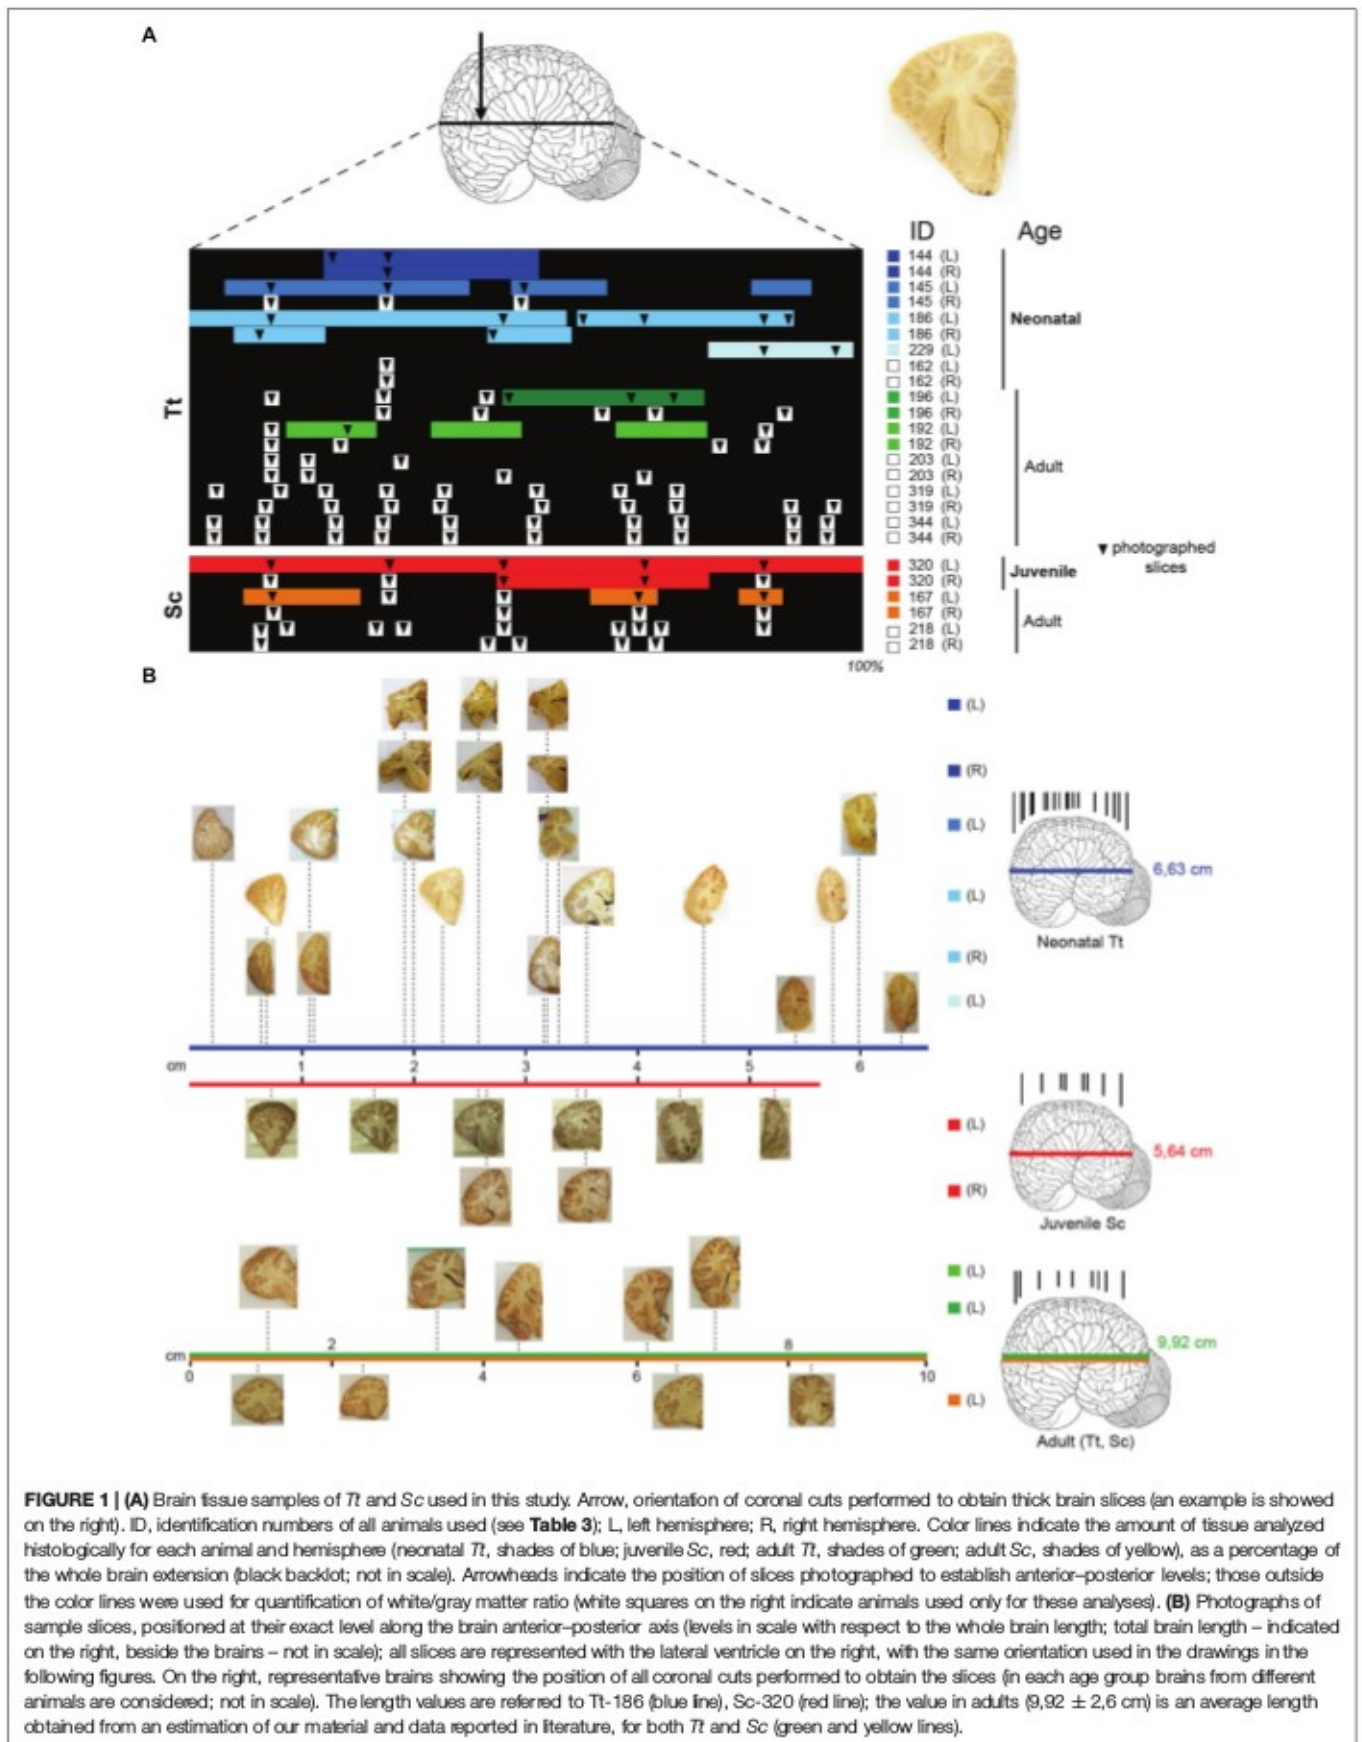 A
ID Age
144 (L)
144 (R)
145 (L)
145 (R)
186 (L)
Neonatal
186 (R)
229 (L)
162 (L)
162 (R)
Tt
196 (L)
196 (R)
192 (L)
192 (R)
203 (L)
Adult
203 (R)
319 (L)
319 (R)
344 (L)
344 (R)
▼ photographed
slices
Sc
320 (L)
Juvenile
320 (R)
167 (L)
167 (R)
Adult
218 (L)
218 (R)
100%
B
(L)
(R)
(L)
6,63 cm
(L)
Neonatal Tt
(R)
(L)
cm 1 2 3 4 5 6
(L)
5,64 cm
(R)
Juvenile Sc
(L)
(L)
9,92 cm
cm 2 8
0 4 6 10
(L)
Adult (Tt, Sc)
FIGURE 1 | (A) Brain tissue samples of Tt and Sc used in this study. Arrow, orientation of coronal cuts performed to obtain thick brain slices (an example is showed
on the right). ID, identification numbers of all animals used (see Table 3); L, left hemisphere; R, right hemisphere. Color lines indicate the amount of tissue analyzed
histologically for each animal and hemisphere (neonatal Tt, shades of blue; juvenile Sc, red; adult Tt, shades of green; adult Sc, shades of yellow), as a percentage of
the whole brain extension (black backlot; not in scale). Arrowheads indicate the position of slices photographed to establish anterior–posterior levels; those outside
the color lines were used for quantification of white/gray matter ratio (white squares on the right indicate animals used only for these analyses). (B) Photographs of
sample slices, positioned at their exact level along the brain anterior–posterior axis (levels in scale with respect to the whole brain length; total brain length – indicated
on the right, beside the brains – not in scale); all slices are represented with the lateral ventricle on the right, with the same orientation used in the drawings in the
following figures. On the right, representative brains showing the position of all coronal cuts performed to obtain the slices (in each age group brains from different
animals are considered; not in scale). The length values are referred to Tt-186 (blue line), Sc-320 (red line); the value in adults (9,92 ± 2,6 cm) is an average length
obtained from an estimation of our material and data reported in literature, for both Tt and Sc (green and yellow lines).